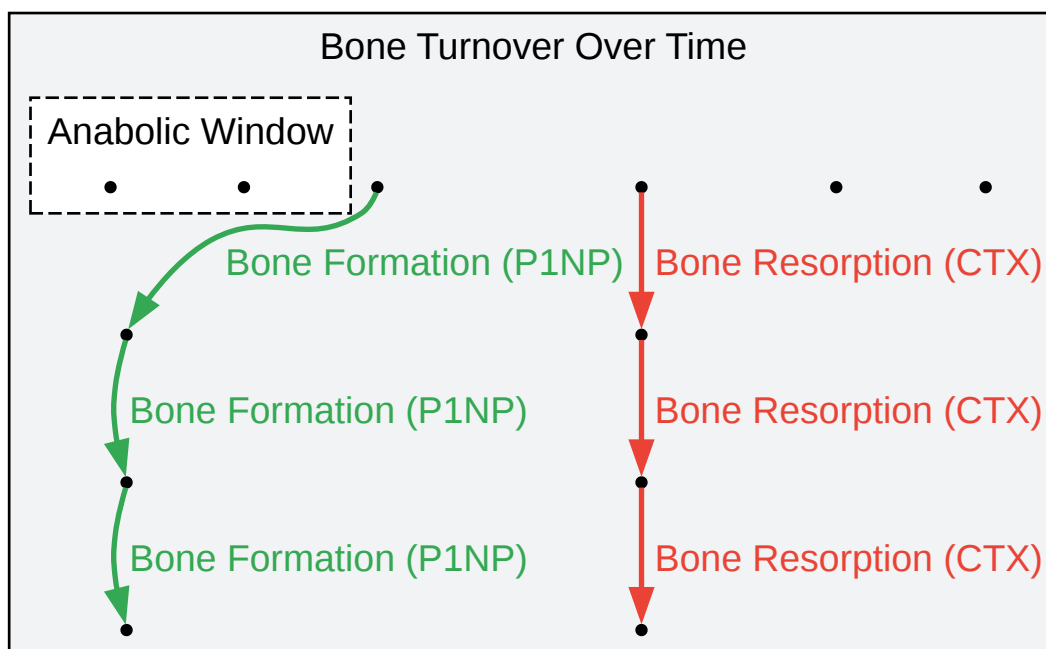 Bone Turnover Over Time
Anabolic Window
Bone Formation (P1NP)
Bone Resorption (CTX)
Bone Formation (P1NP)
Bone Resorption (CTX)
Bone Formation (P1NP)
Bone Resorption (CTX)